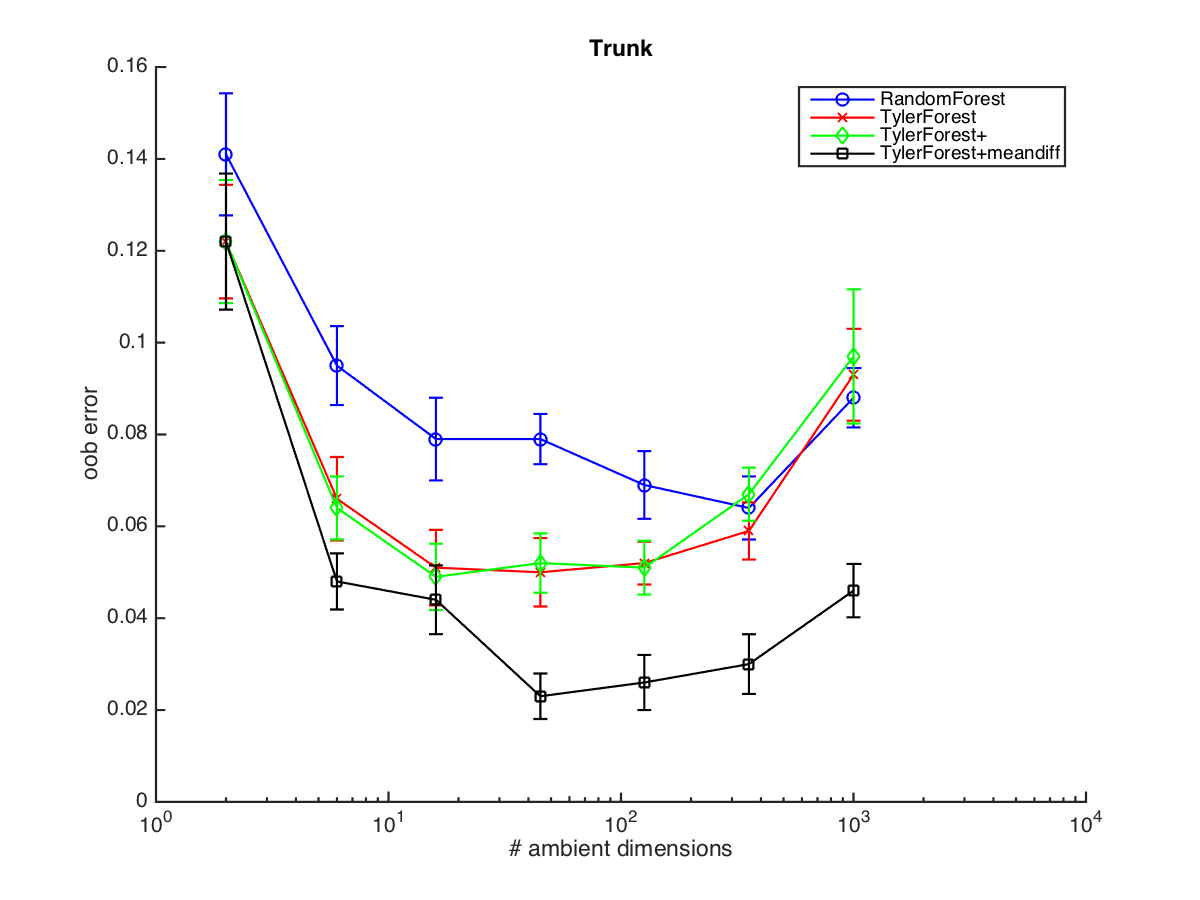 Trunk
RandomForest
TylerForest
TylerForest+
TylerForest+meandiff
0.16
0.14
0.12
0.1
0.08
0.06
0.04
0.02
0
oob error
10^0 10^1 10^2 10^3 10^4
# ambient dimensions